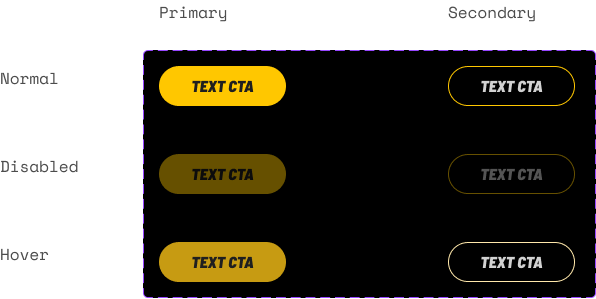 Primary Secondary
Normal TEXT CTA TEXT CTA
Disabled TEXT CTA TEXT CTA
Hover TEXT CTA TEXT CTA